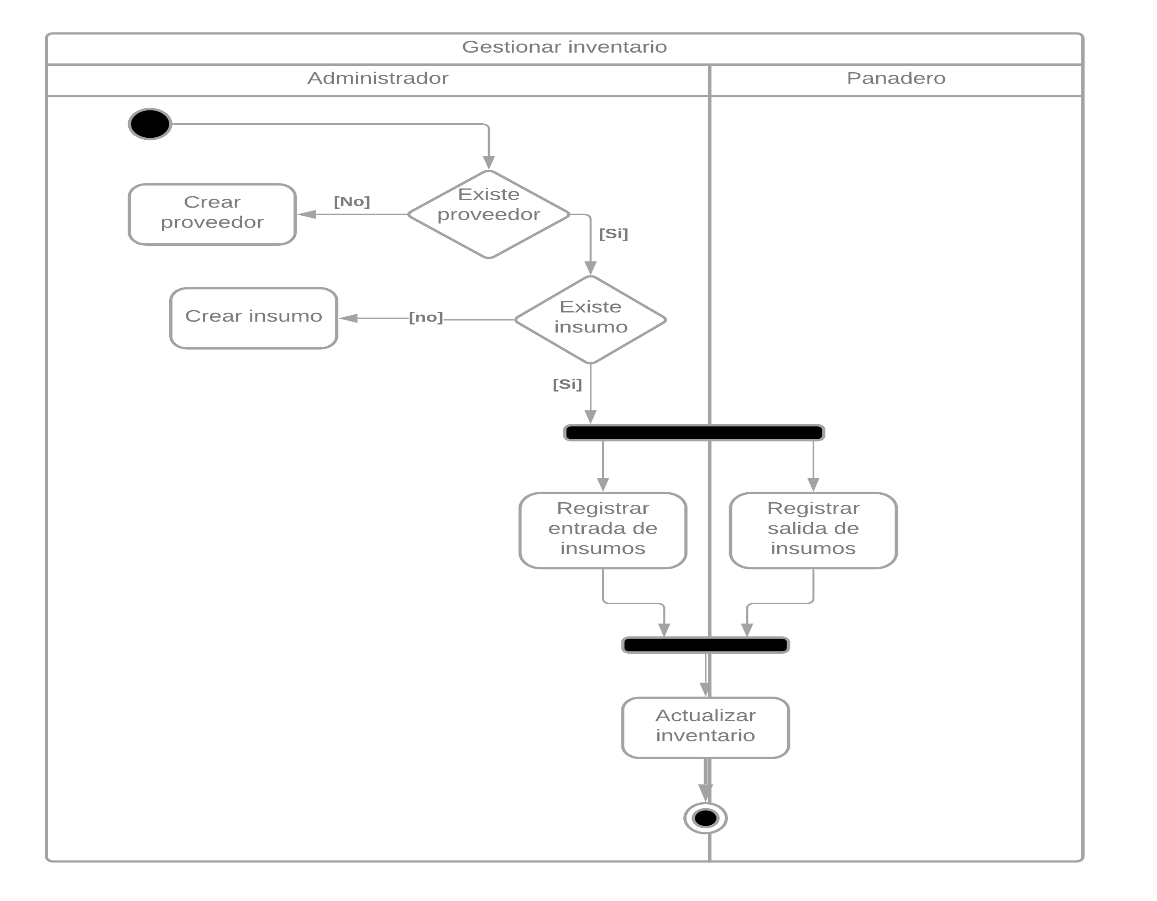 Gestionar inventario
Administrador
Panadero
Existe
proveedor
[No]
Crear
proveedor
[Si]
Existe
insumo
[no]
Crear insumo
[Si]
Registrar
entrada de
insumos
Registrar
salida de
insumos
Actualizar
inventario